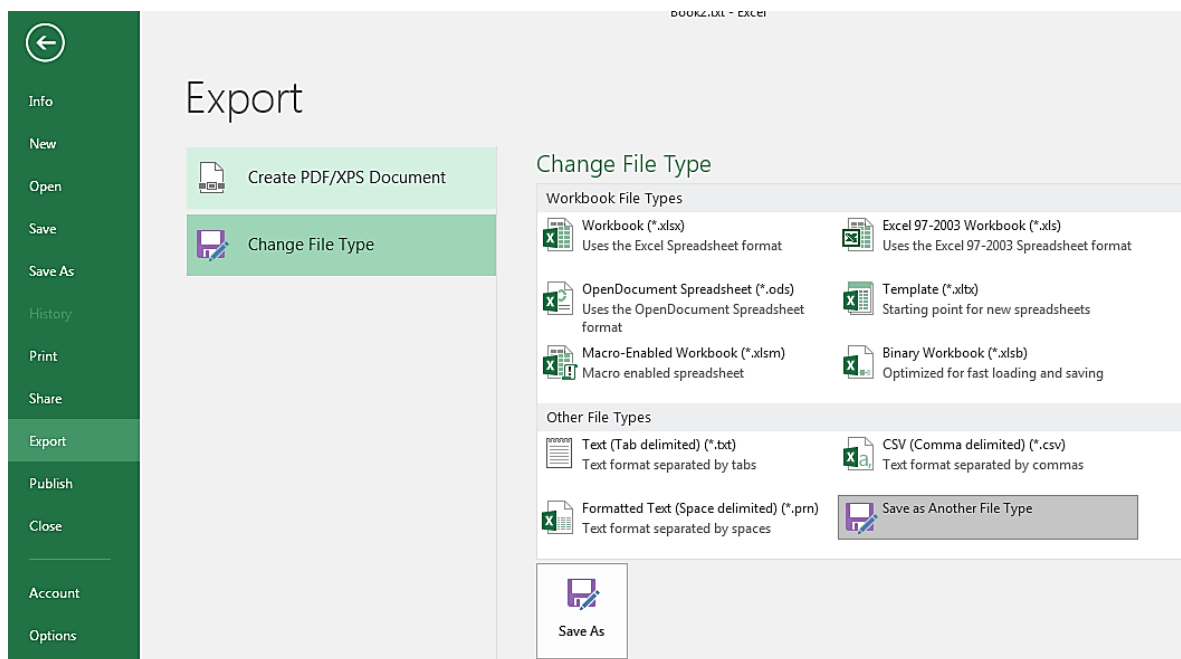 Book2.txt - Excel
Info
New
Open
Save
Save As
History
Print
Share
Export
Publish
Close
Account
Options
Export
Create PDF/XPS Document
Change File Type
Change File Type
Workbook File Types
Workbook (*.xlsx)
Uses the Excel Spreadsheet format
Excel 97-2003 Workbook (*.xls)
Uses the Excel 97-2003 Spreadsheet format
OpenDocument Spreadsheet (*.ods)
Uses the OpenDocument Spreadsheet
format
Template (*.xltx)
Starting point for new spreadsheets
Macro-Enabled Workbook (*.xlsm)
Macro enabled spreadsheet
Binary Workbook (*.xlsb)
Optimized for fast loading and saving
Other File Types
Text (Tab delimited) (*.txt)
Text format separated by tabs
CSV (Comma delimited) (*.csv)
Text format separated by commas
Formatted Text (Space delimited) (*.prn)
Text format separated by spaces
Save as Another File Type
Save As